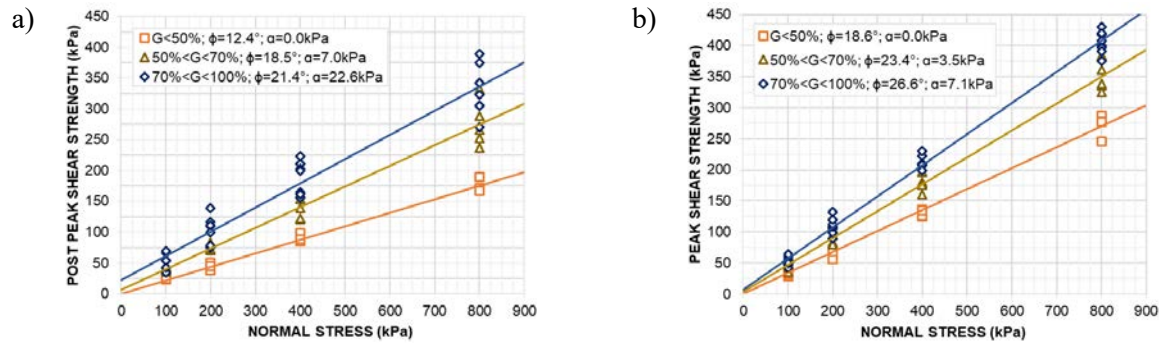 a)
POST PEAK SHEAR STRENGTH (kPa)
450
400
350
300
250
200
150
100
50
0
G<50%; ϕ=12.4°; α=0.0kPa
50%<G<70%; ϕ=18.5°; α=7.0kPa
70%<G<100%; ϕ=21.4°; α=22.6kPa
0 100 200 300 400 500 600 700 800 900
NORMAL STRESS (kPa)
b)
PEAK SHEAR STRENGTH (kPa)
450
400
350
300
250
200
150
100
50
0
G<50%; ϕ=18.6°; α=0.0kPa
50%<G<70%; ϕ=23.4°; α=3.5kPa
70%<G<100%; ϕ=26.6°; α=7.1kPa
0 100 200 300 400 500 600 700 800 900
NORMAL STRESS (kPa)